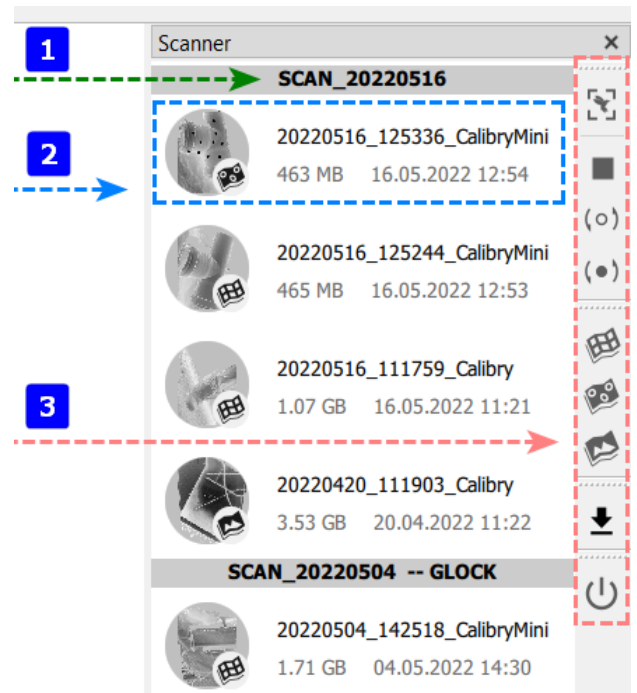 1
Scanner
SCAN_20220516
2
20220516_125336_CalibryMini
463 MB 16.05.2022 12:54
20220516_125244_CalibryMini
465 MB 16.05.2022 12:53
3
20220516_111759_Calibry
1.07 GB 16.05.2022 11:21
20220420_111903_Calibry
3.53 GB 20.04.2022 11:22
SCAN_20220504 -- GLOCK
20220504_142518_CalibryMini
1.71 GB 04.05.2022 14:30